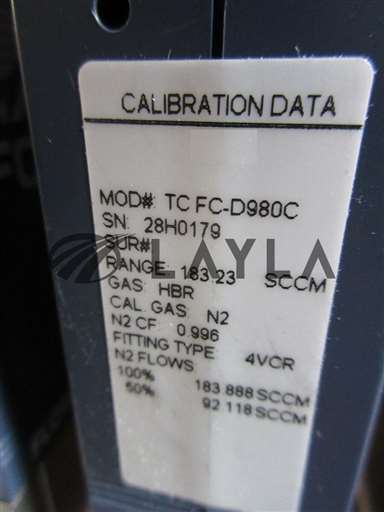 CALIBRATION DATA
MOD# TC FC-D980C
SN 28H0179
SUR#
RANGE 183.23 SCCM
GAS HBR
CAL. GAS N2
N2 CF 0.996
FITTING TYPE 4VCR
N2 FLOWS
100% 183 888 SCCM
50% 92 118 SCCM
LAYLA